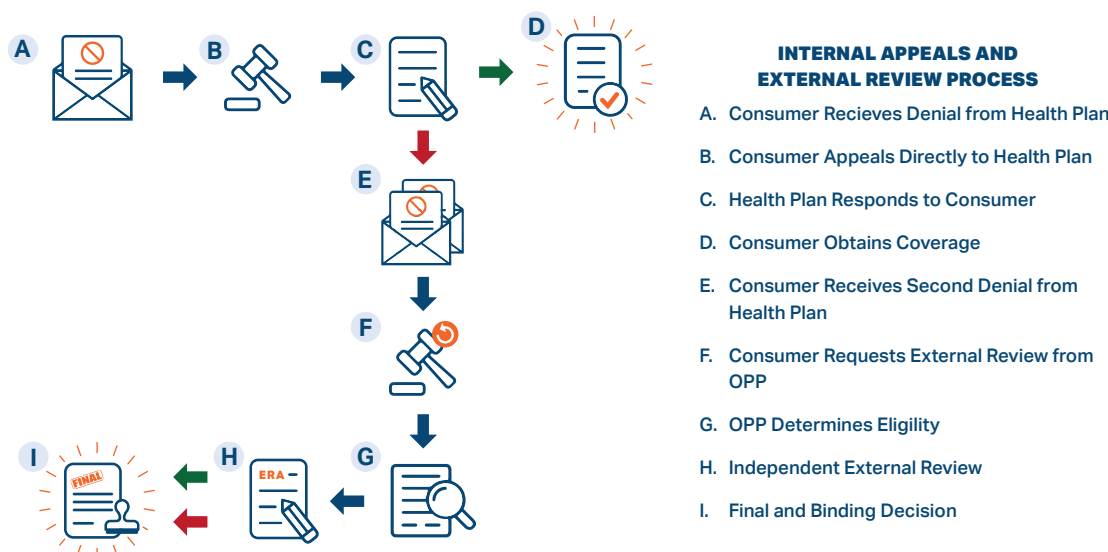 A
B
C
D
E
F
G
H
I
ERA
FINAL
INTERNAL APPEALS AND
EXTERNAL REVIEW PROCESS
A. Consumer Recieves Denial from Health Plan
B. Consumer Appeals Directly to Health Plan
C. Health Plan Responds to Consumer
D. Consumer Obtains Coverage
E. Consumer Receives Second Denial from
Health Plan
F. Consumer Requests External Review from
OPP
G. OPP Determines Eligibility
H. Independent External Review
I. Final and Binding Decision